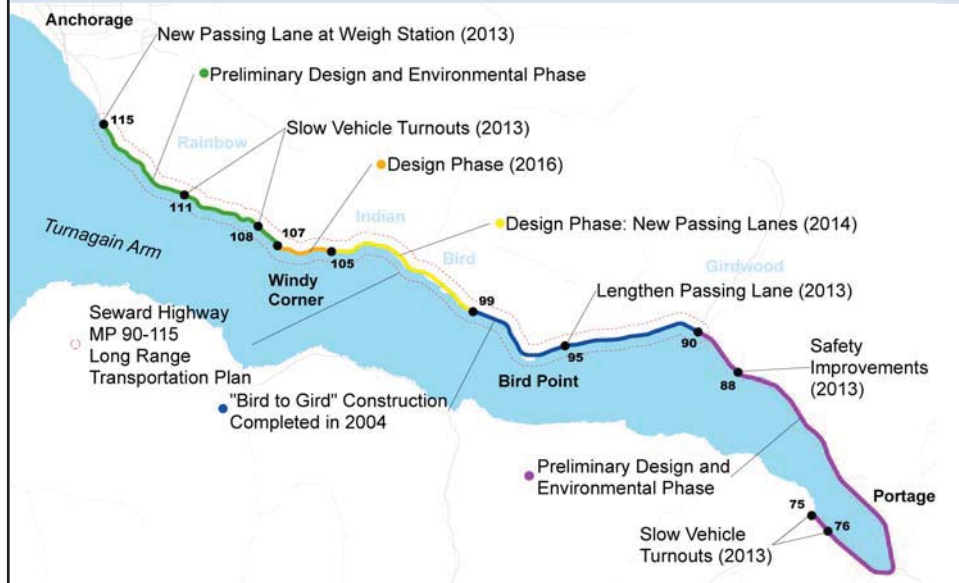 Anchorage
New Passing Lane at Weigh Station (2013)
Preliminary Design and Environmental Phase
115
Rainbow
Slow Vehicle Turnouts (2013)
Design Phase (2016)
111
Indian
Design Phase: New Passing Lanes (2014)
108
107
Turnagain Arm
105
Bird
Girdwood
Windy
Corner
99
Lengthen Passing Lane (2013)
Seward Highway
MP 90-115
Long Range
Transportation Plan
95
90
Bird Point
88
Safety
Improvements
(2013)
"Bird to Gird" Construction
Completed in 2004
Preliminary Design and
Environmental Phase
Portage
75
76
Slow Vehicle
Turnouts (2013)